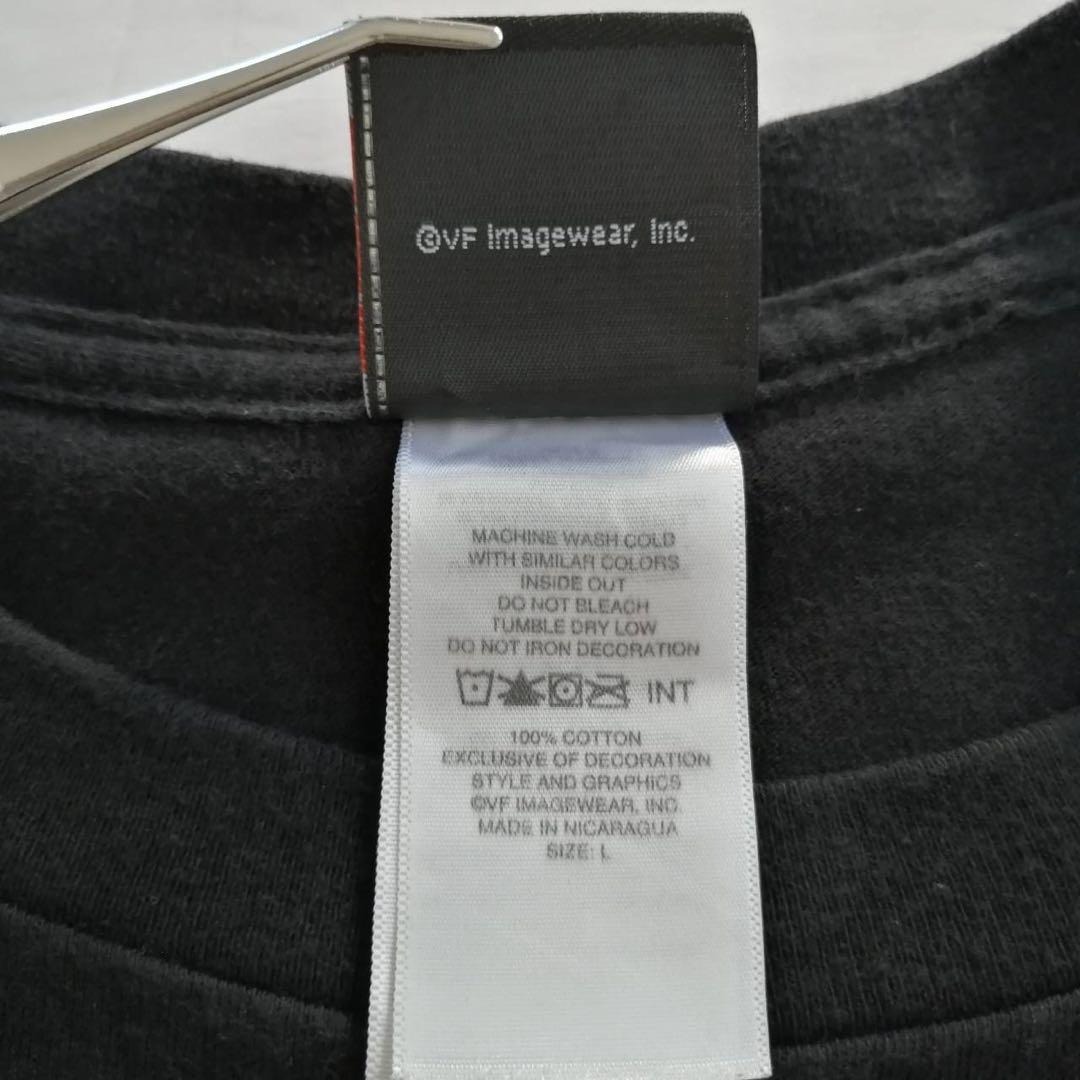 ©VF Imagewear, Inc.
MACHINE WASH COLD
WITH SIMILAR COLORS
INSIDE OUT
DO NOT BLEACH
TUMBLE DRY LOW
DO NOT IRON DECORATION
INT
100% COTTON
EXCLUSIVE OF DECORATION
STYLE AND GRAPHICS
©VF IMAGEWEAR, INC.
MADE IN NICARAGUA
SIZE: L